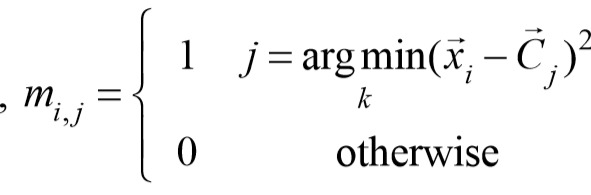 , m_{i,j} = { 1 j = arg min_k (x⃗_i − C⃗_j)^2
0 otherwise